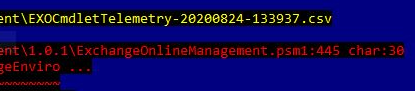 ent\EXOCmdletTelemetry-20200824-133937.csv
ent\1.0.1\ExchangeOnlineManagement.psm1:445 char:30
geEnviro ...
~~~~~~~~